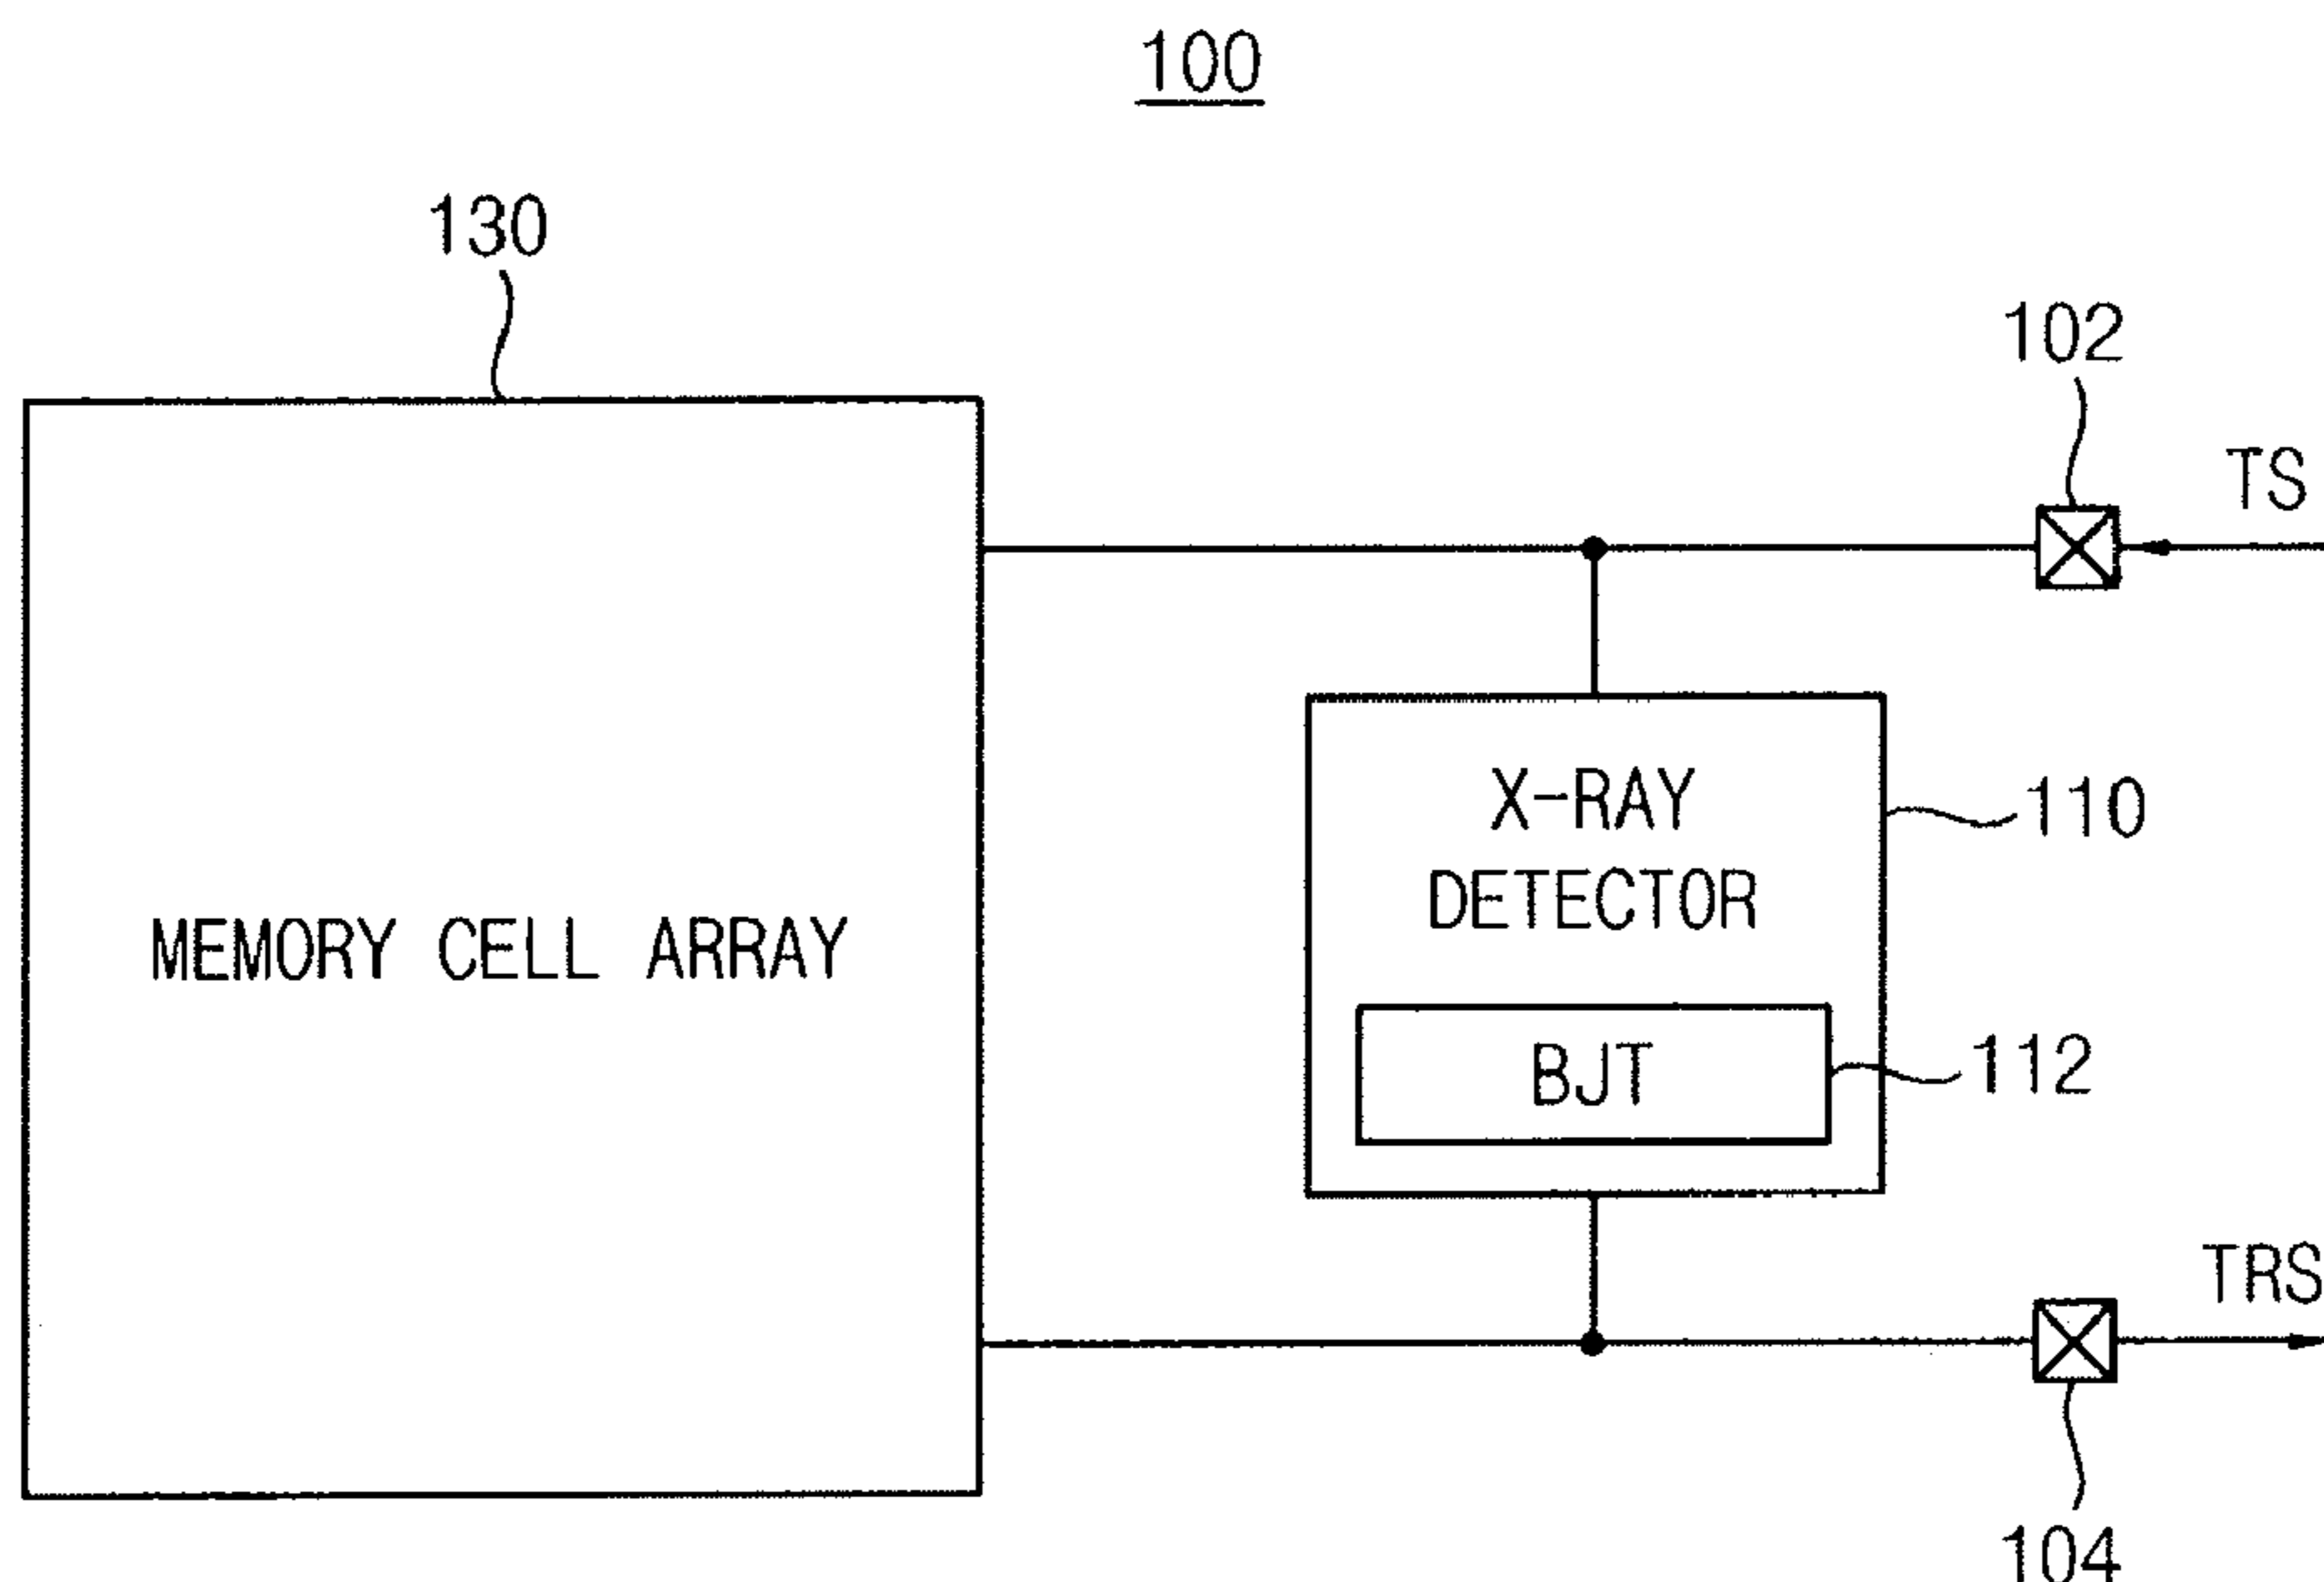 100
130
102
TS
X-RAY
DETECTOR
110
MEMORY CELL ARRAY
BJT
112
TRS
104